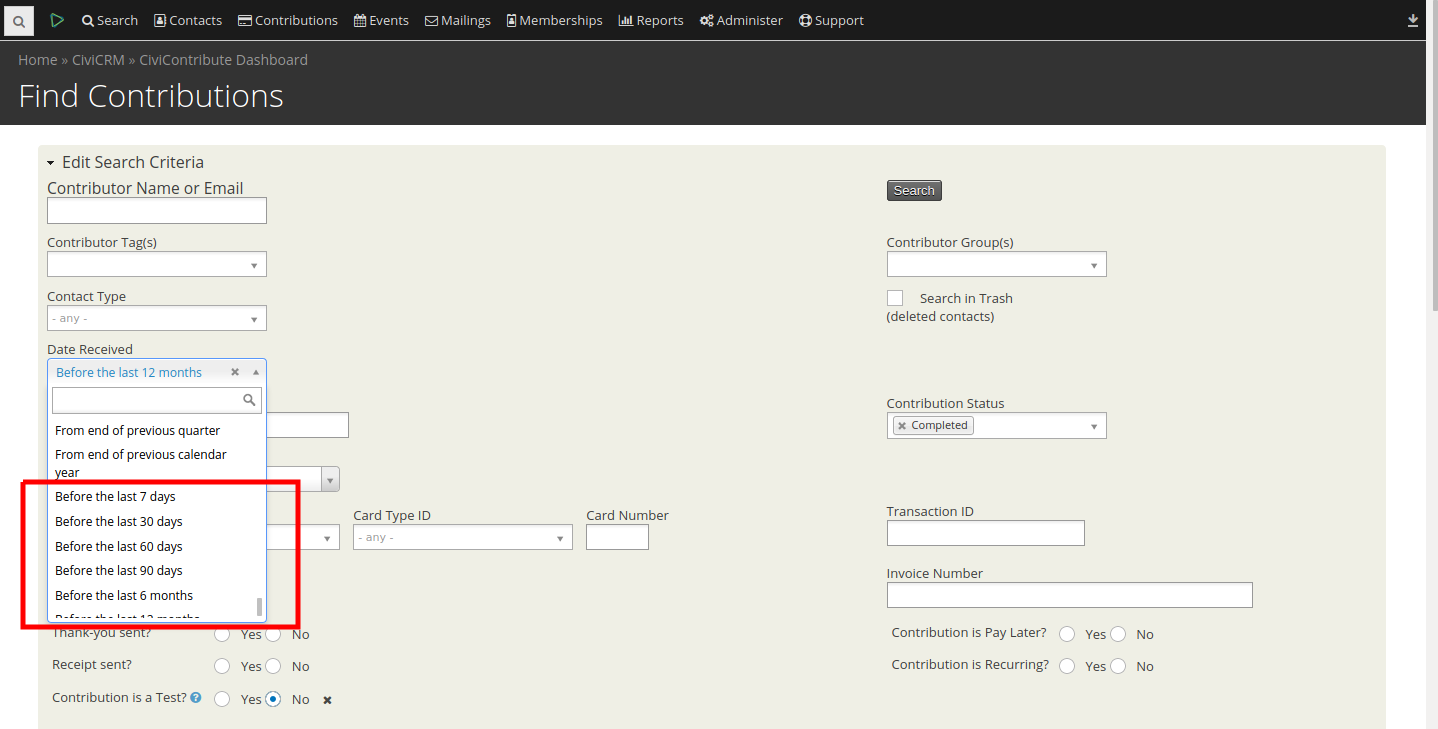 Search Contacts Contributions Events Mailings Memberships Reports Administer Support
Home » CiviCRM » CiviContribute Dashboard
Find Contributions
Edit Search Criteria
Contributor Name or Email
Search
Contributor Tag(s)
Contributor Group(s)
Contact Type
- any -
Search in Trash
(deleted contacts)
Date Received
Before the last 12 months
From end of previous quarter
From end of previous calendar
year
Before the last 7 days
Before the last 30 days
Before the last 60 days
Before the last 90 days
Before the last 6 months
Before the last 12 months
Contribution Status
Completed
Card Type ID
- any -
Card Number
Transaction ID
Invoice Number
Thank-you sent? Yes No
Contribution is Pay Later? Yes No
Receipt sent? Yes No
Contribution is Recurring? Yes No
Contribution is a Test? Yes No